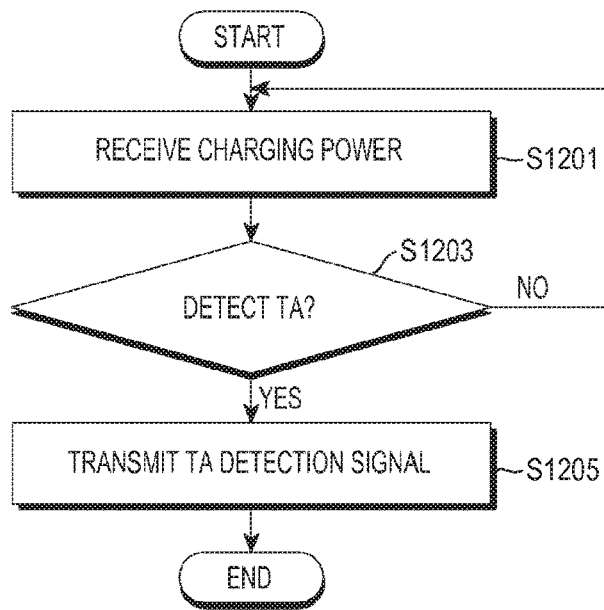 START
RECEIVE CHARGING POWER
S1201
S1203
DETECT TA?
NO
YES
TRANSMIT TA DETECTION SIGNAL
S1205
END